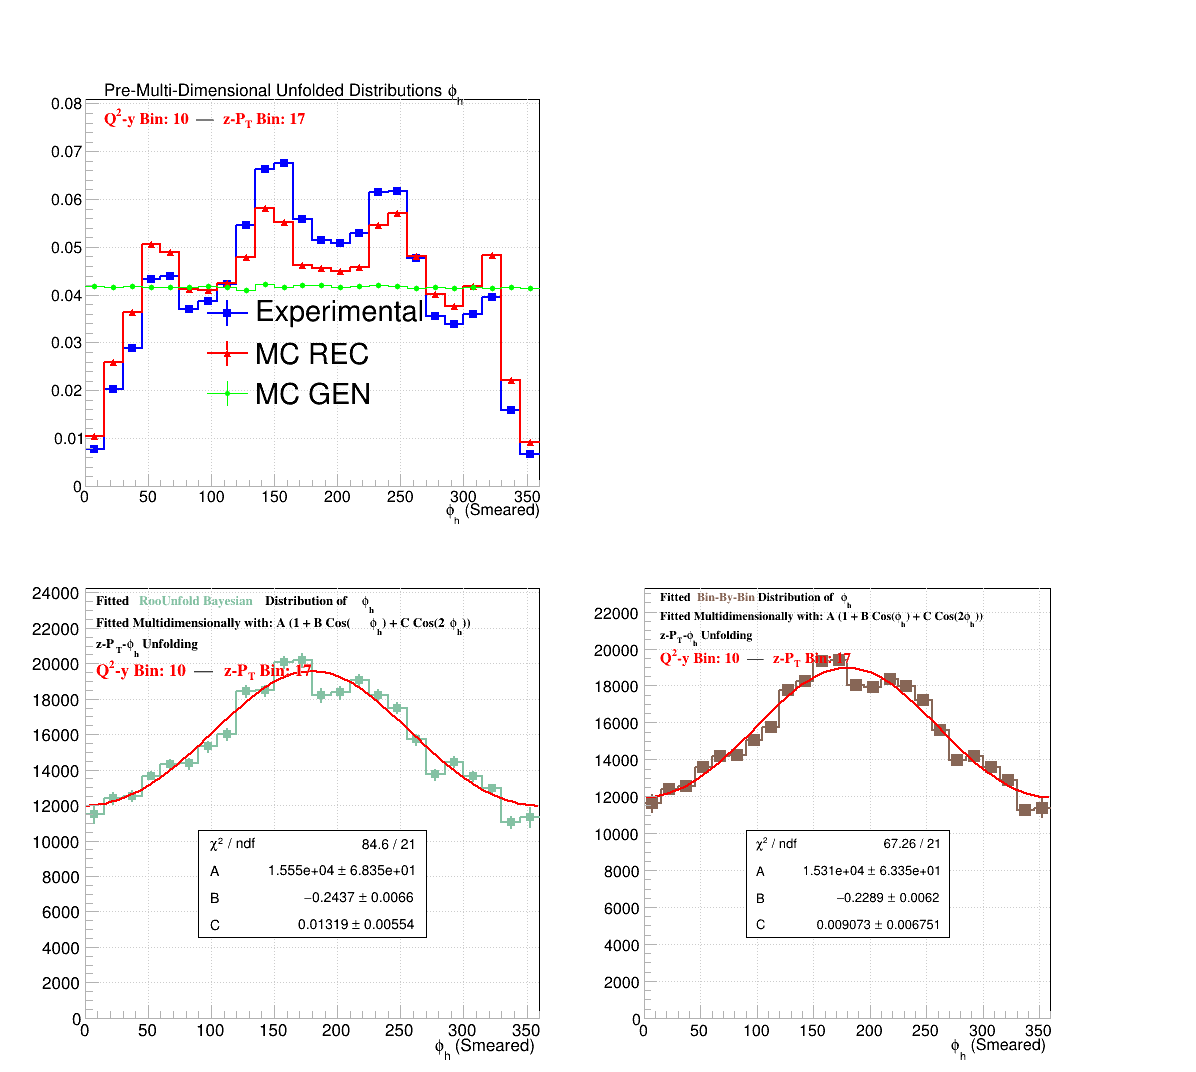 Pre-Multi-Dimensional Unfolded Distributions ϕh
Q2-y Bin: 10 — z-PT Bin: 17
0.08
0.07
0.06
0.05
0.04
0.03
0.02
0.01
0
Experimental
MC REC
MC GEN
0 50 100 150 200 250 300 350
ϕh (Smeared)
Fitted RooUnfold Bayesian Distribution of ϕh
Fitted Multidimensionally with: A (1 + B Cos(ϕh) + C Cos(2 ϕh))
z-PT-ϕh Unfolding
Q2-y Bin: 10 — z-PT Bin: 17
24000
22000
20000
18000
16000
14000
12000
10000
8000
6000
4000
2000
0
χ2 / ndf 84.6 / 21
A 1.555e+04 ± 6.835e+01
B −0.2437 ± 0.0066
C 0.01319 ± 0.00554
0 50 100 150 200 250 300 350
ϕh (Smeared)
Fitted Bin-By-Bin Distribution of ϕh
Fitted Multidimensionally with: A (1 + B Cos(ϕh) + C Cos(2ϕh))
z-PT-ϕh Unfolding
Q2-y Bin: 10 — z-PT Bin: 17
22000
20000
18000
16000
14000
12000
10000
8000
6000
4000
2000
0
χ2 / ndf 67.26 / 21
A 1.531e+04 ± 6.335e+01
B −0.2289 ± 0.0062
C 0.009073 ± 0.006751
0 50 100 150 200 250 300 350
ϕh (Smeared)